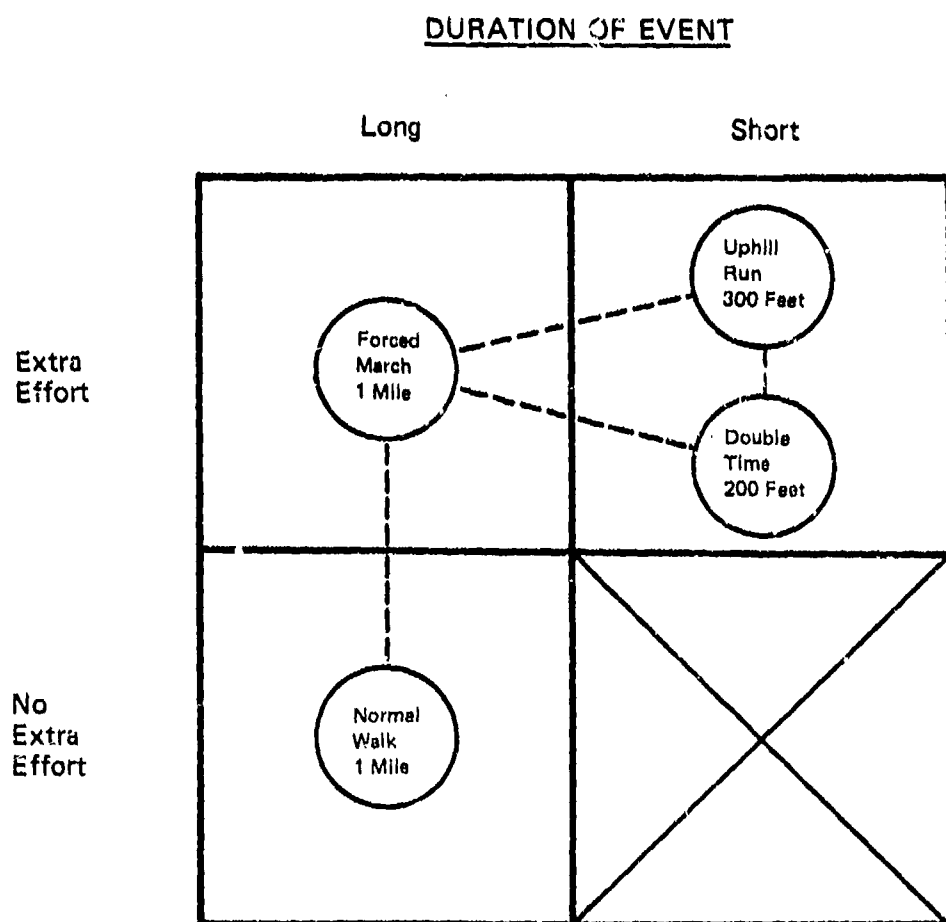 DURATION OF EVENT
Long
Short
Uphill
Run
300 Feet
Extra
Effort
Forced
March
1 Mile
Double
Time
200 Feet
No
Extra
Effort
Normal
Walk
1 Mile